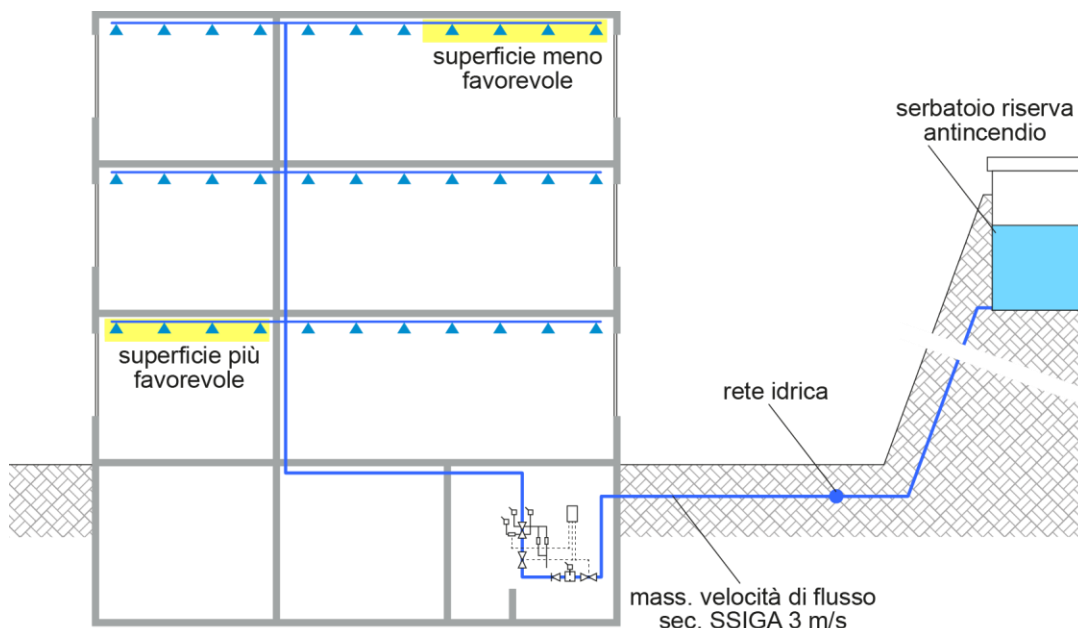 superficie meno
favorevole
serbatoio riserva
antincendio
superficie più
favorevole
rete idrica
mass. velocità di flusso
sec. SSIGA 3 m/s